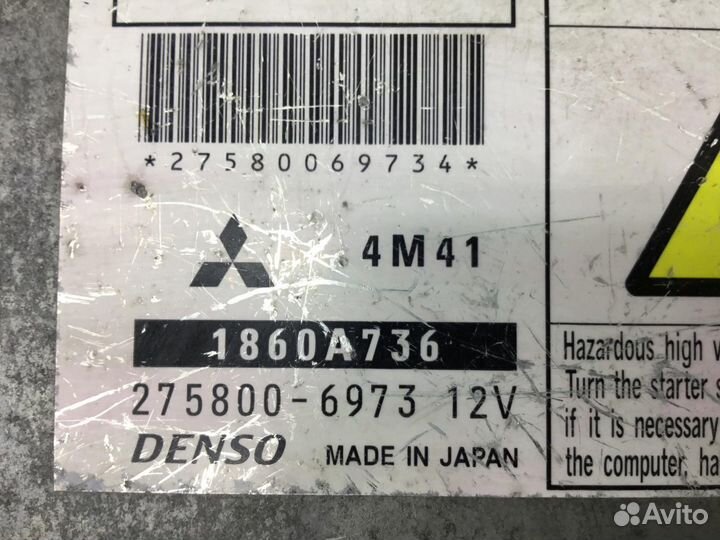 *27580069734*
4M41
1860A736
275800-6973 12V
DENSO MADE IN JAPAN
Hazardous high
Turn the starter
if it is necessary
the computer,
Avito